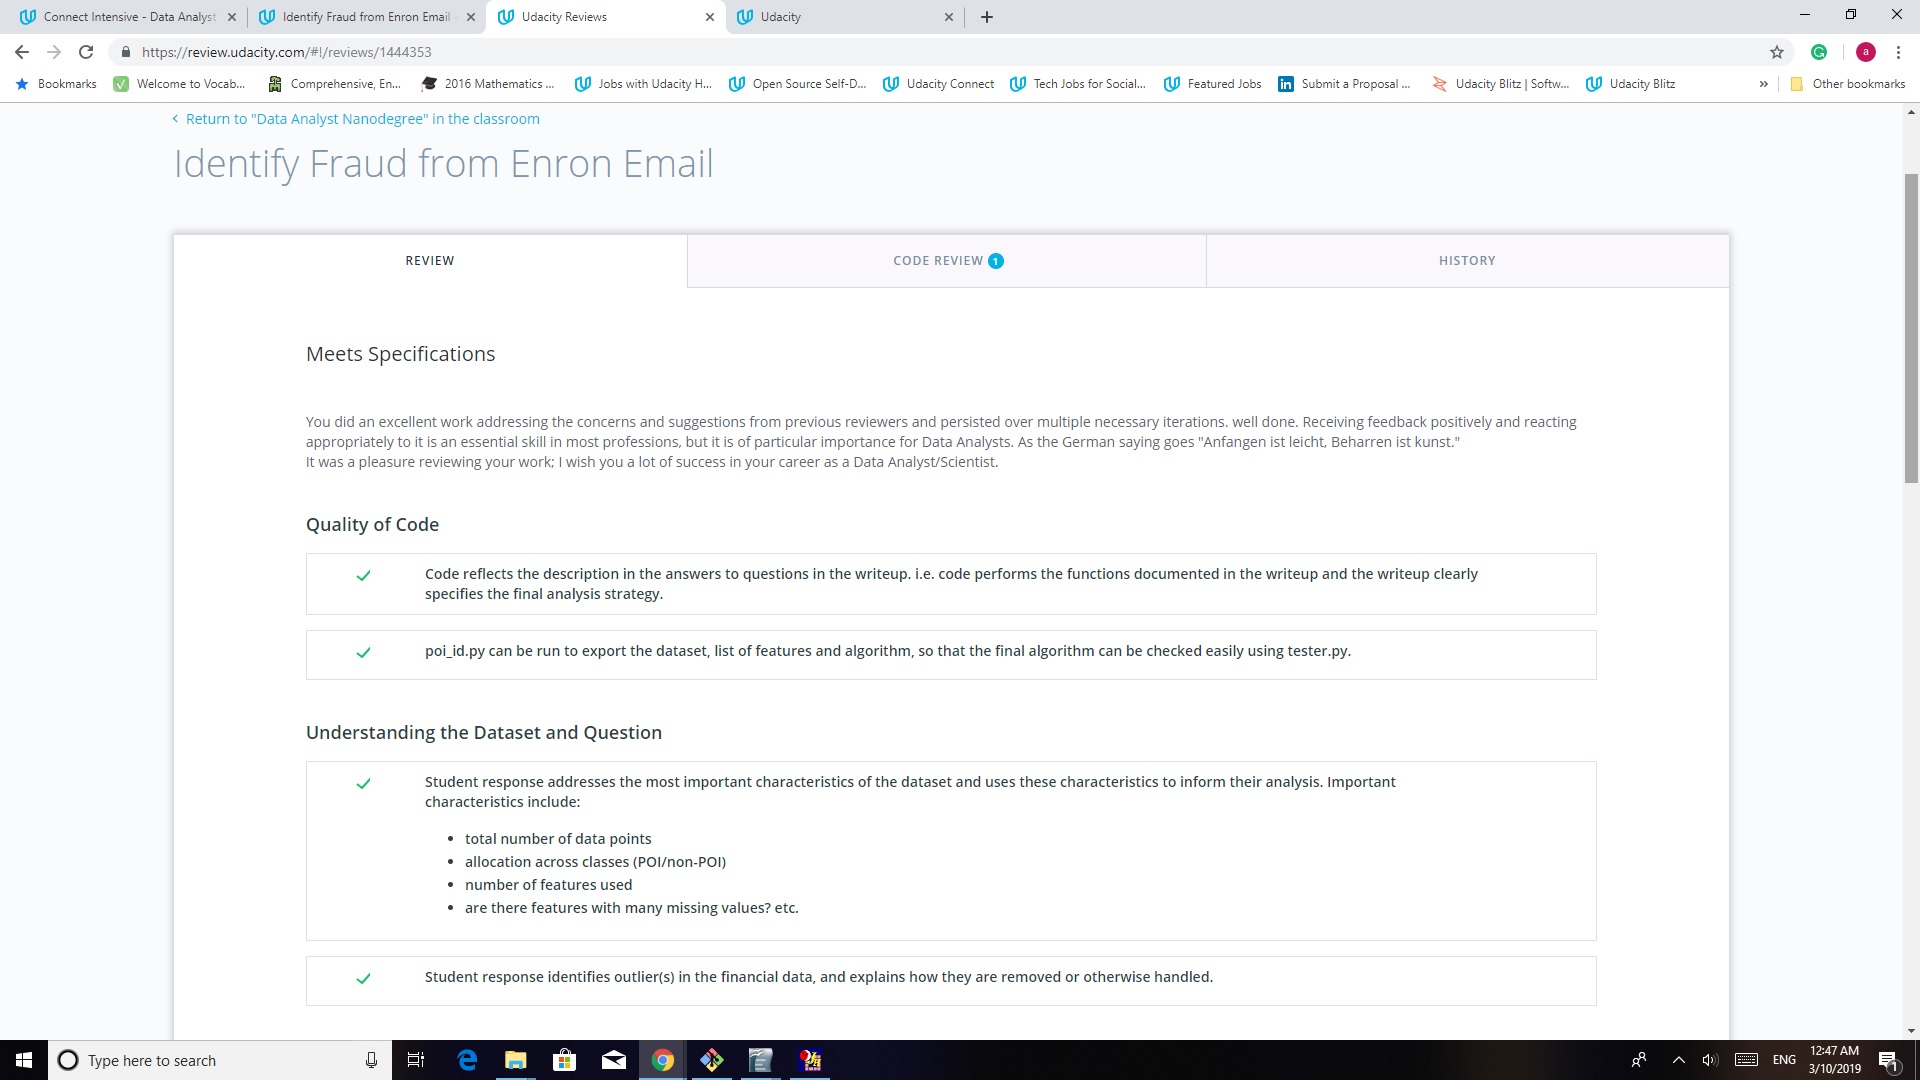 Connect Intensive - Data Analyst
Identify Fraud from Enron Email -
Udacity Reviews
Udacity
https://review.udacity.com/#!/reviews/1444353
a
Bookmarks
Welcome to Vocab...
Comprehensive, En...
2016 Mathematics ...
Jobs with Udacity H...
Open Source Self-D...
Udacity Connect
Tech Jobs for Social...
Featured Jobs
Submit a Proposal ...
Udacity Blitz | Softw...
Udacity Blitz
»
Other bookmarks
Return to "Data Analyst Nanodegree" in the classroom
Identify Fraud from Enron Email
REVIEW
CODE REVIEW 1
HISTORY
Meets Specifications
You did an excellent work addressing the concerns and suggestions from previous reviewers and persisted over multiple necessary iterations. well done. Receiving feedback positively and reacting
appropriately to it is an essential skill in most professions, but it is of particular importance for Data Analysts. As the German saying goes "Anfangen ist leicht, Beharren ist kunst."
It was a pleasure reviewing your work; I wish you a lot of success in your career as a Data Analyst/Scientist.
Quality of Code
Code reflects the description in the answers to questions in the writeup. i.e. code performs the functions documented in the writeup and the writeup clearly
specifies the final analysis strategy.
poi_id.py can be run to export the dataset, list of features and algorithm, so that the final algorithm can be checked easily using tester.py.
Understanding the Dataset and Question
Student response addresses the most important characteristics of the dataset and uses these characteristics to inform their analysis. Important
characteristics include:
• total number of data points
• allocation across classes (POI/non-POI)
• number of features used
• are there features with many missing values? etc.
Student response identifies outlier(s) in the financial data, and explains how they are removed or otherwise handled.
Type here to search
ENG
12:47 AM
3/10/2019
1